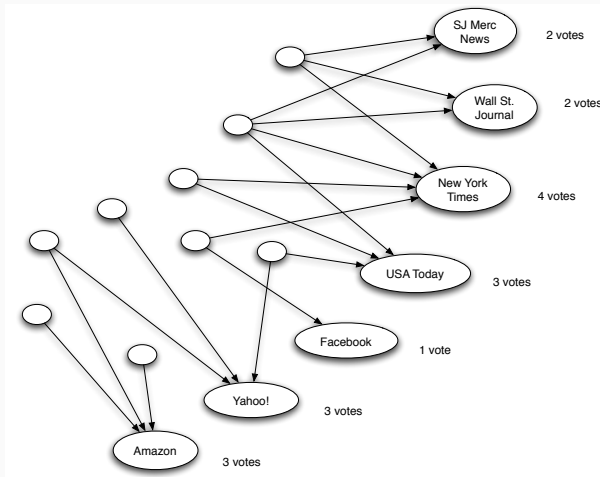 SJ Merc
News
2 votes
Wall St.
Journal
2 votes
New York
Times
4 votes
USA Today
3 votes
Facebook
1 vote
Yahoo!
3 votes
Amazon
3 votes